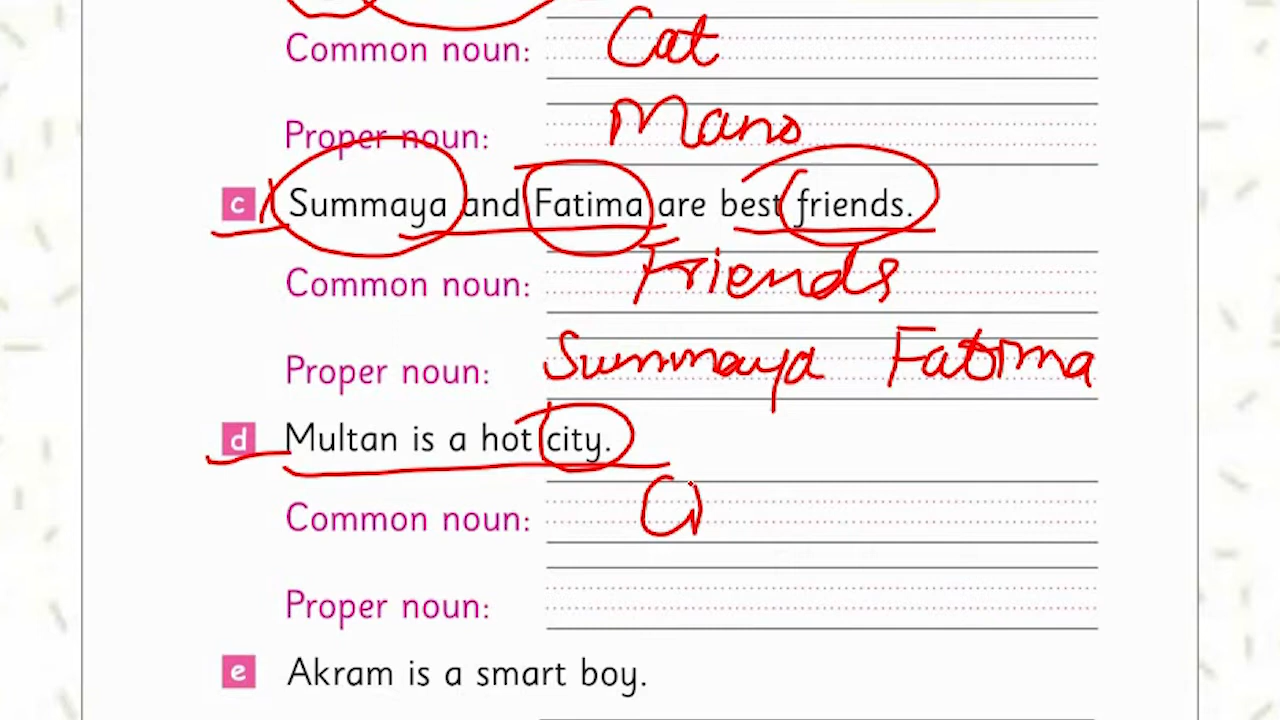 Common noun: Cat
Proper noun: Mano
c Summaya and Fatima are best friends.
Common noun: Friends
Proper noun: Summaya Fatima
d Multan is a hot city.
Common noun: Ci
Proper noun:
e Akram is a smart boy.